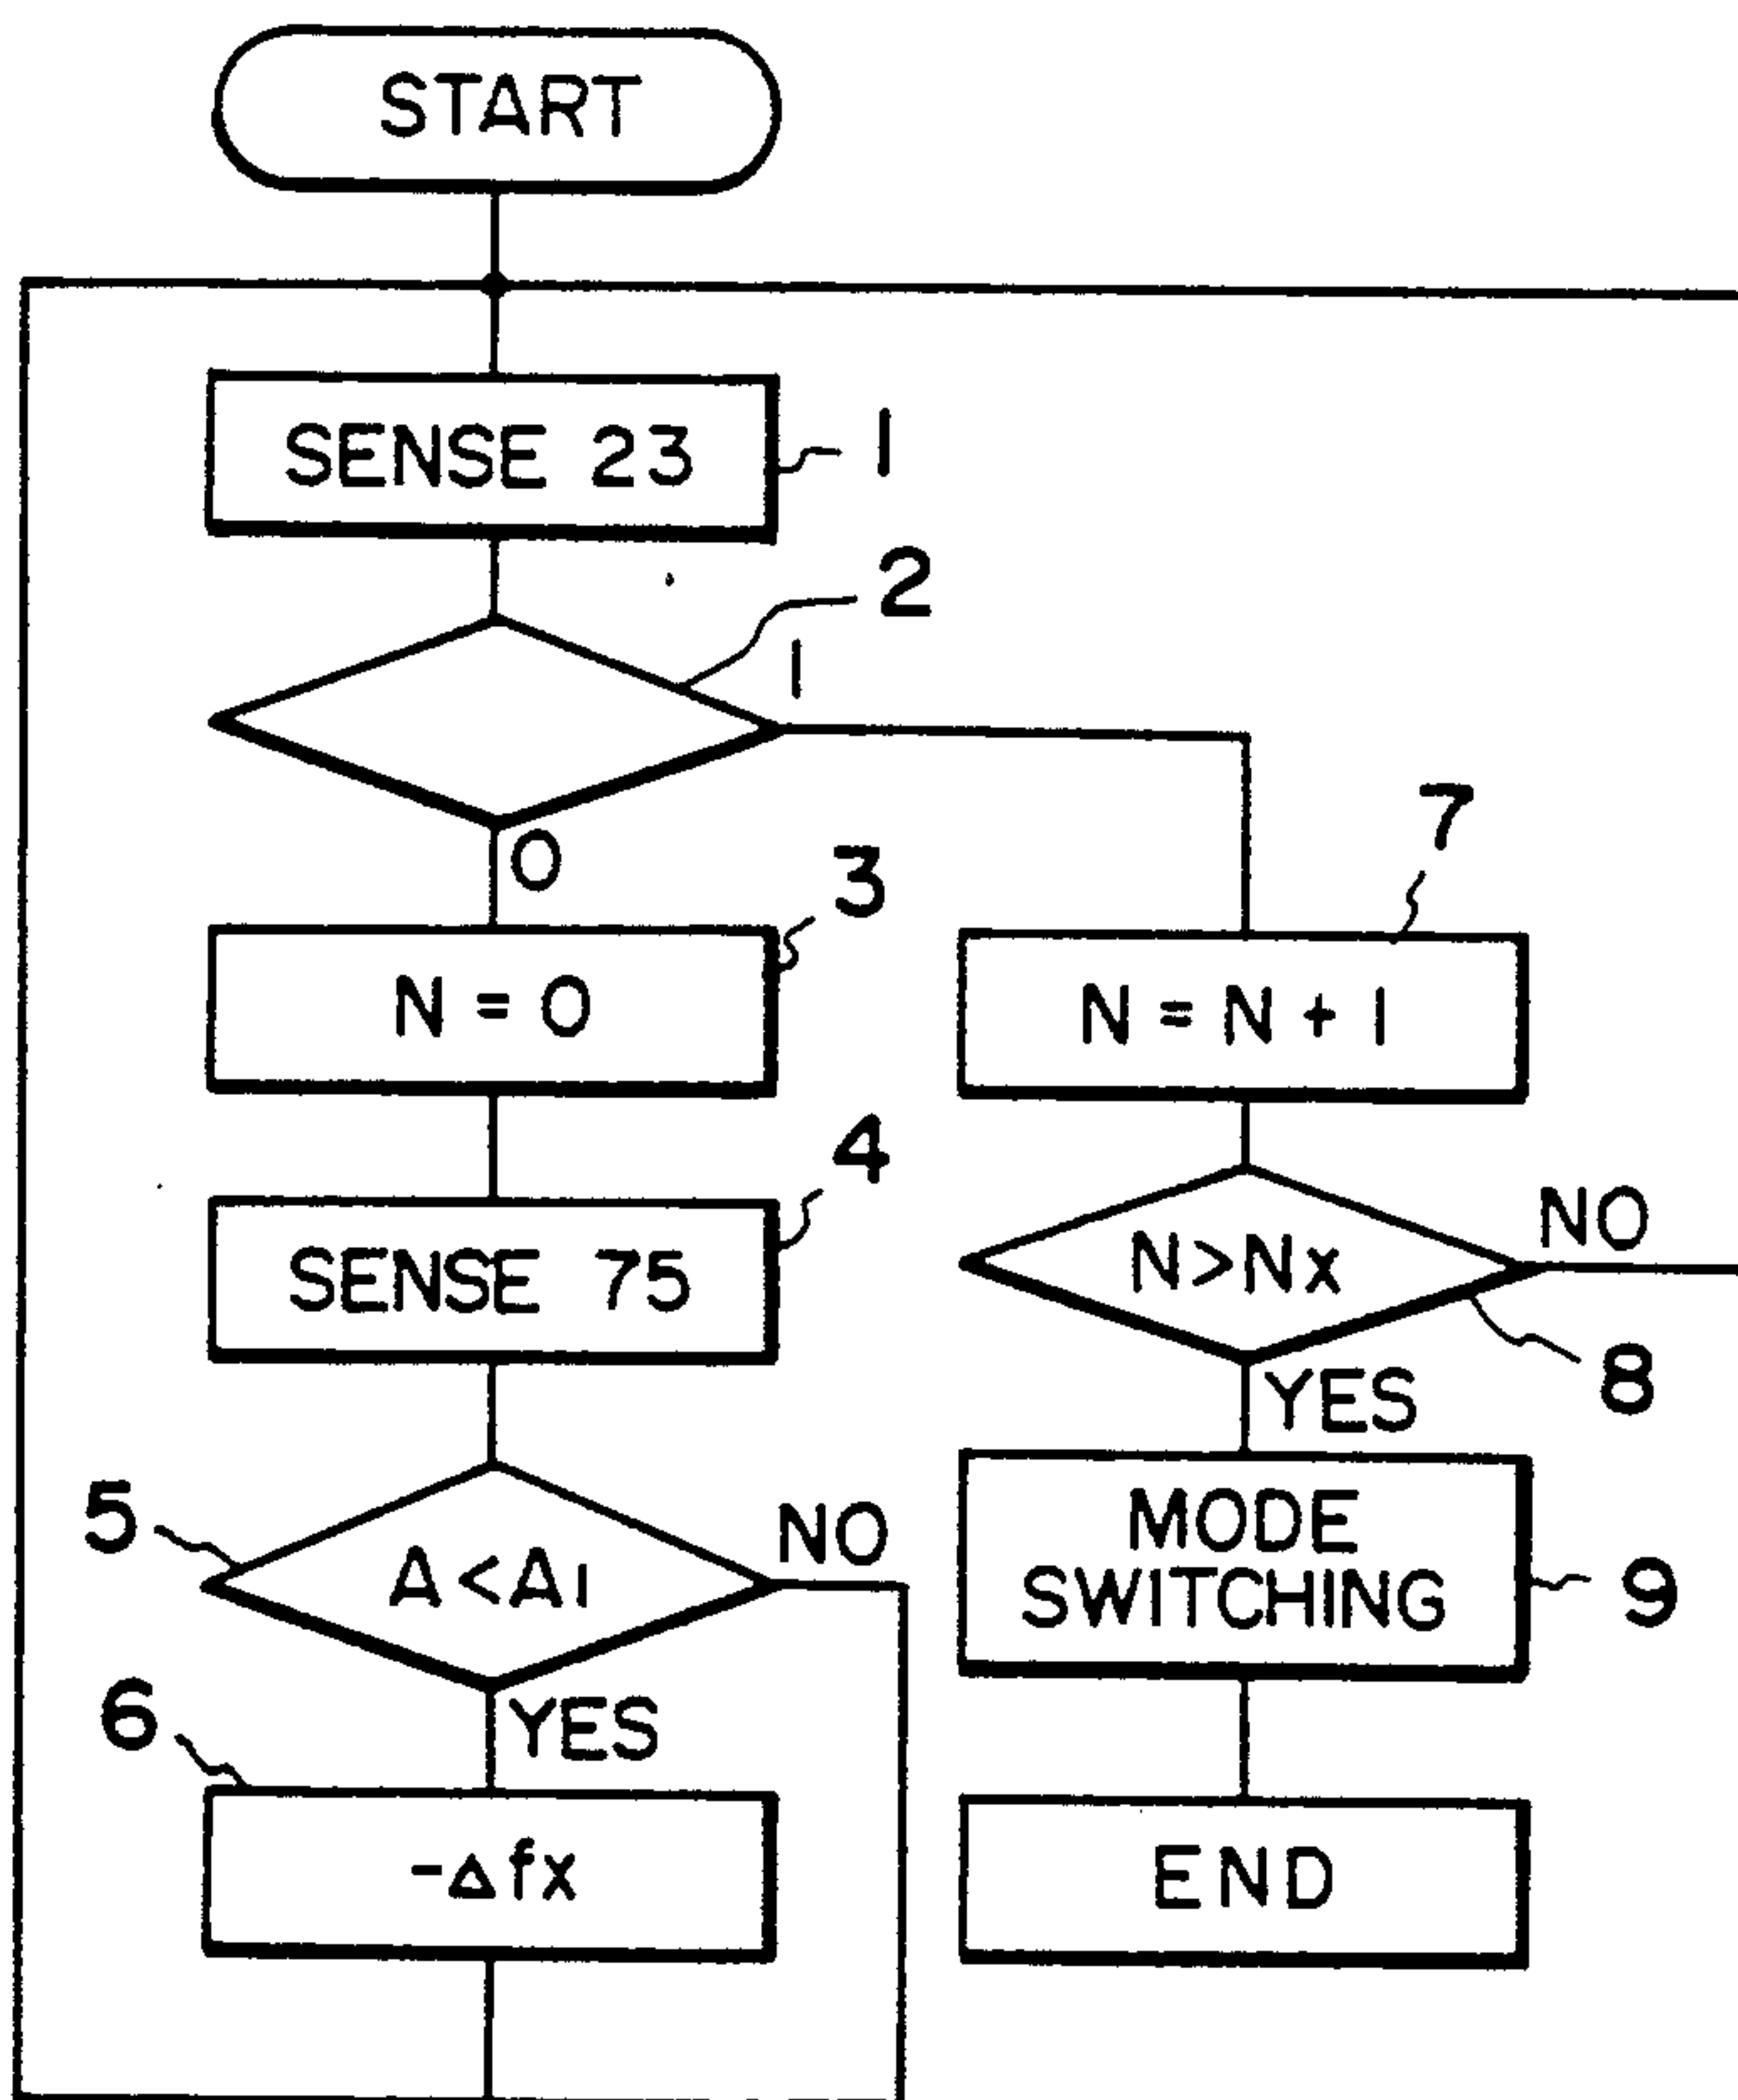 START
SENSE 23
1
2
1
0
3
N = 0
7
N = N + 1
4
SENSE 75
N>Nx
NO
8
YES
5
A<A1
NO
MODE
SWITCHING
9
6
YES
-Δfx
END